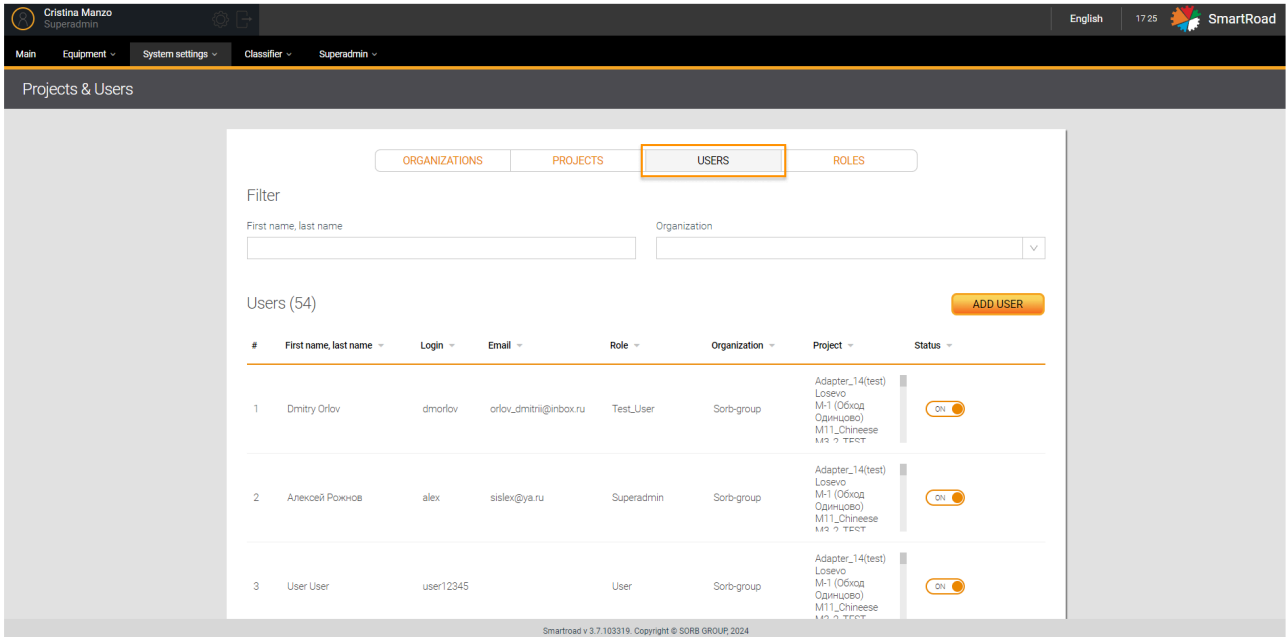 Cristina Manzo
Superadmin
English
17 25
SmartRoad
Main
Equipment
System settings
Classifier
Superadmin
Projects & Users
ORGANIZATIONS
PROJECTS
USERS
ROLES
Filter
First name, last name
Organization
Users (54)
ADD USER
# First name, last name Login Email Role Organization Project Status
1 Dmitry Orlov dmorlov orlov_dmitrii@inbox.ru Test_User Sorb-group
Adapter_14(test)
Losevo
М-1 (Обход
Одинцово)
M11_Chineese
M3_2_TEST
ON
2 Алексей Рожнов alex sislex@ya.ru Superadmin Sorb-group
Adapter_14(test)
Losevo
М-1 (Обход
Одинцово)
M11_Chineese
M3_2_TEST
ON
3 User User user12345 User Sorb-group
Adapter_14(test)
Losevo
М-1 (Обход
Одинцово)
M11_Chineese
M3_2_TEST
ON
Smartroad v 3.7.103319. Copyright © SORB GROUP, 2024